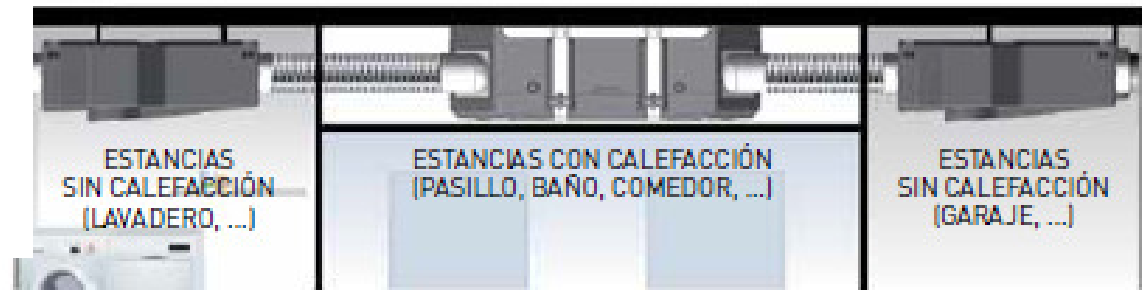 ESTANCIAS
SIN CALEFACCIÓN
(LAVADERO, ...)
ESTANCIAS CON CALEFACCIÓN
(PASILLO, BAÑO, COMEDOR, ...)
ESTANCIAS
SIN CALEFACCIÓN
(GARAJE, ...)